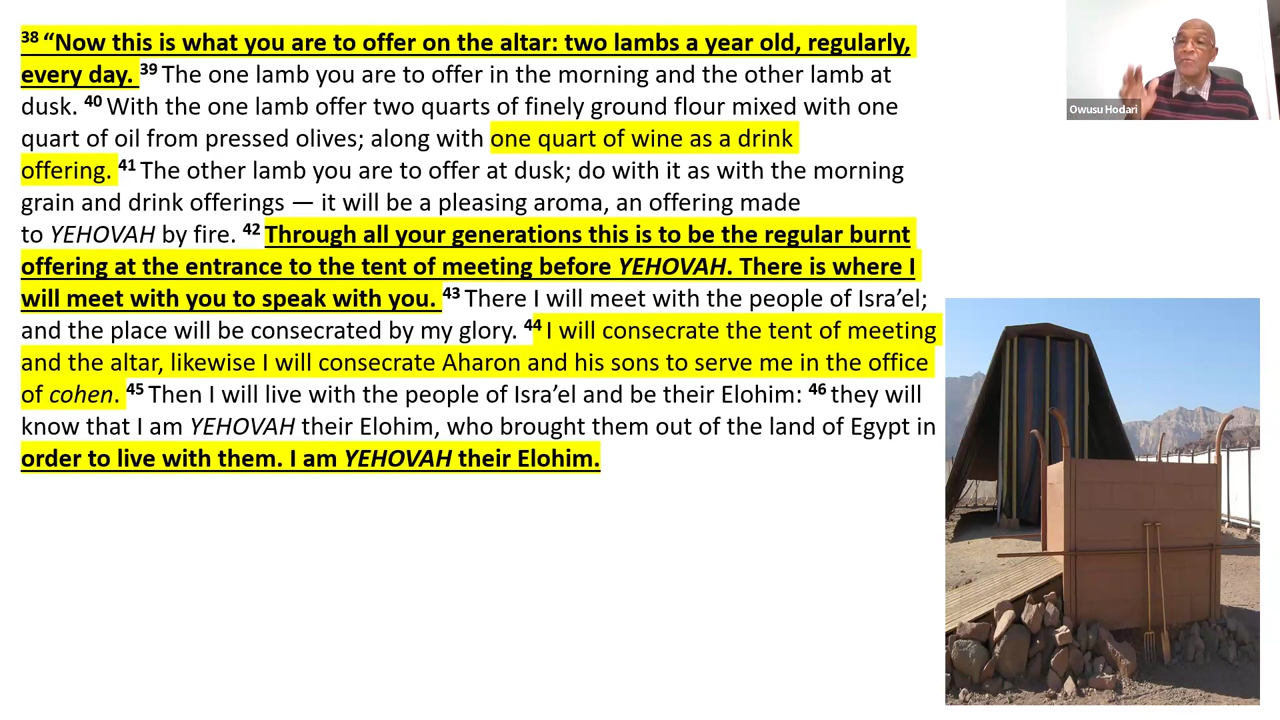 38 “Now this is what you are to offer on the altar: two lambs a year old, regularly,
every day. 39 The one lamb you are to offer in the morning and the other lamb at
dusk. 40 With the one lamb offer two quarts of finely ground flour mixed with one
quart of oil from pressed olives; along with one quart of wine as a drink
offering. 41 The other lamb you are to offer at dusk; do with it as with the morning
grain and drink offerings — it will be a pleasing aroma, an offering made
to YEHOVAH by fire. 42 Through all your generations this is to be the regular burnt
offering at the entrance to the tent of meeting before YEHOVAH. There is where I
will meet with you to speak with you. 43 There I will meet with the people of Isra’el;
and the place will be consecrated by my glory. 44 I will consecrate the tent of meeting
and the altar, likewise I will consecrate Aharon and his sons to serve me in the office
of cohen. 45 Then I will live with the people of Isra’el and be their Elohim: 46 they will
know that I am YEHOVAH their Elohim, who brought them out of the land of Egypt in
order to live with them. I am YEHOVAH their Elohim.
Owusu Hodari